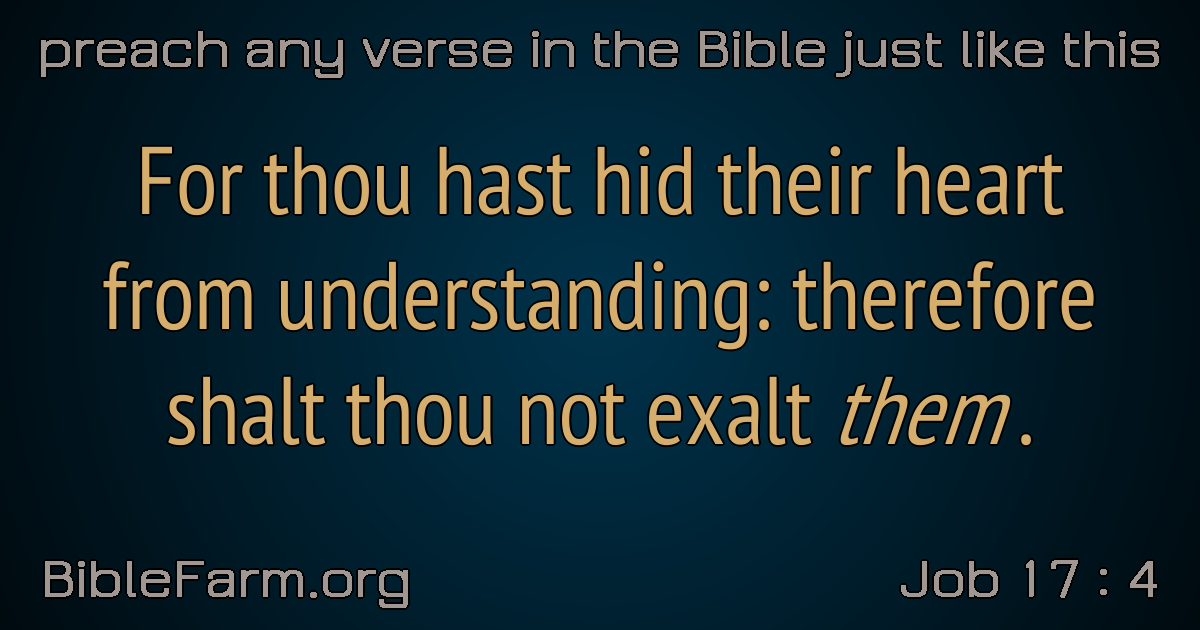 preach any verse in the Bible just like this
For thou hast hid their heart
from understanding: therefore
shalt thou not exalt them .
BibleFarm.org
Job 17 : 4